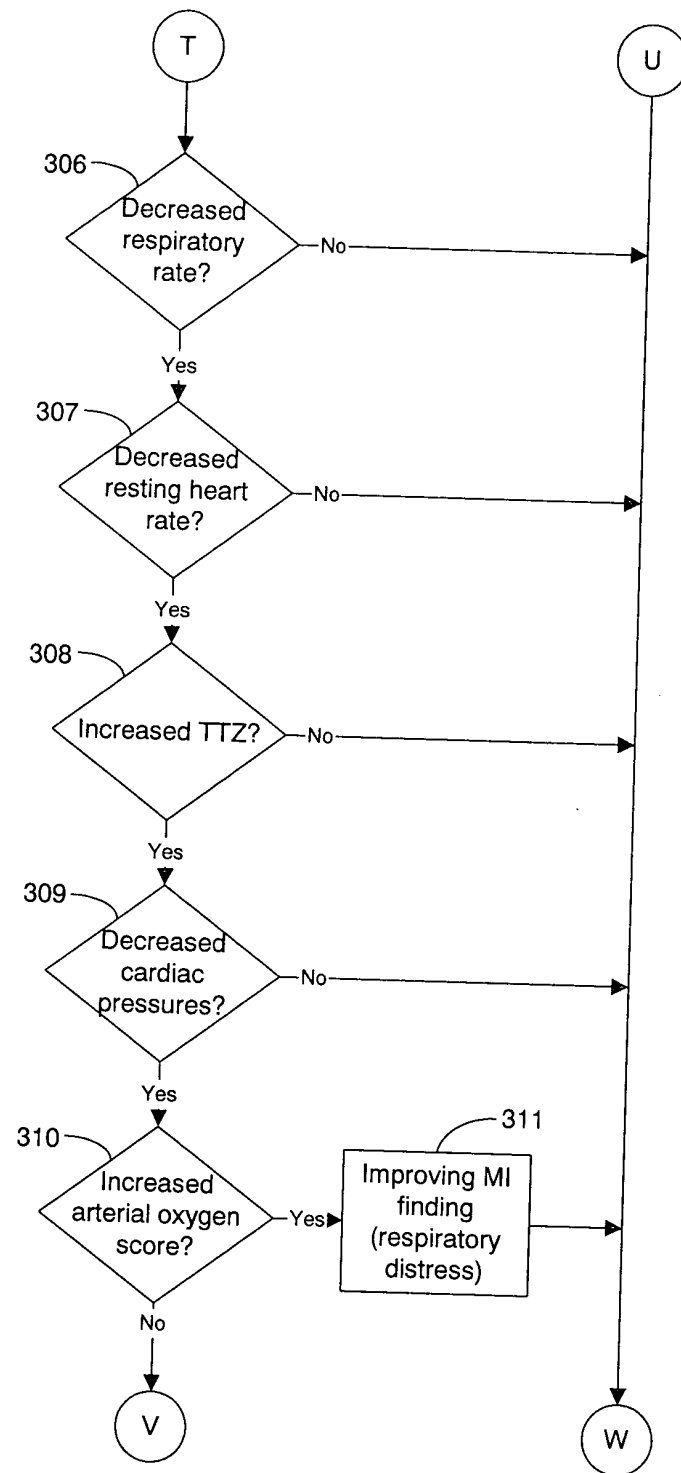 T
U
306
Decreased
respiratory
rate?
No
Yes
307
Decreased
resting heart
rate?
No
Yes
308
Increased TTZ?
No
Yes
309
Decreased
cardiac
pressures?
No
Yes
310
Increased
arterial oxygen
score?
Yes
311
Improving MI
finding
(respiratory
distress)
No
V
W